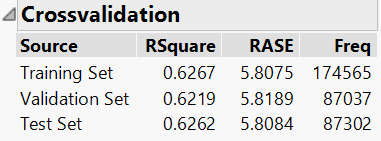 Crossvalidation
Source RSquare RASE Freq
Training Set 0.6267 5.8075 174565
Validation Set 0.6219 5.8189 87037
Test Set 0.6262 5.8084 87302